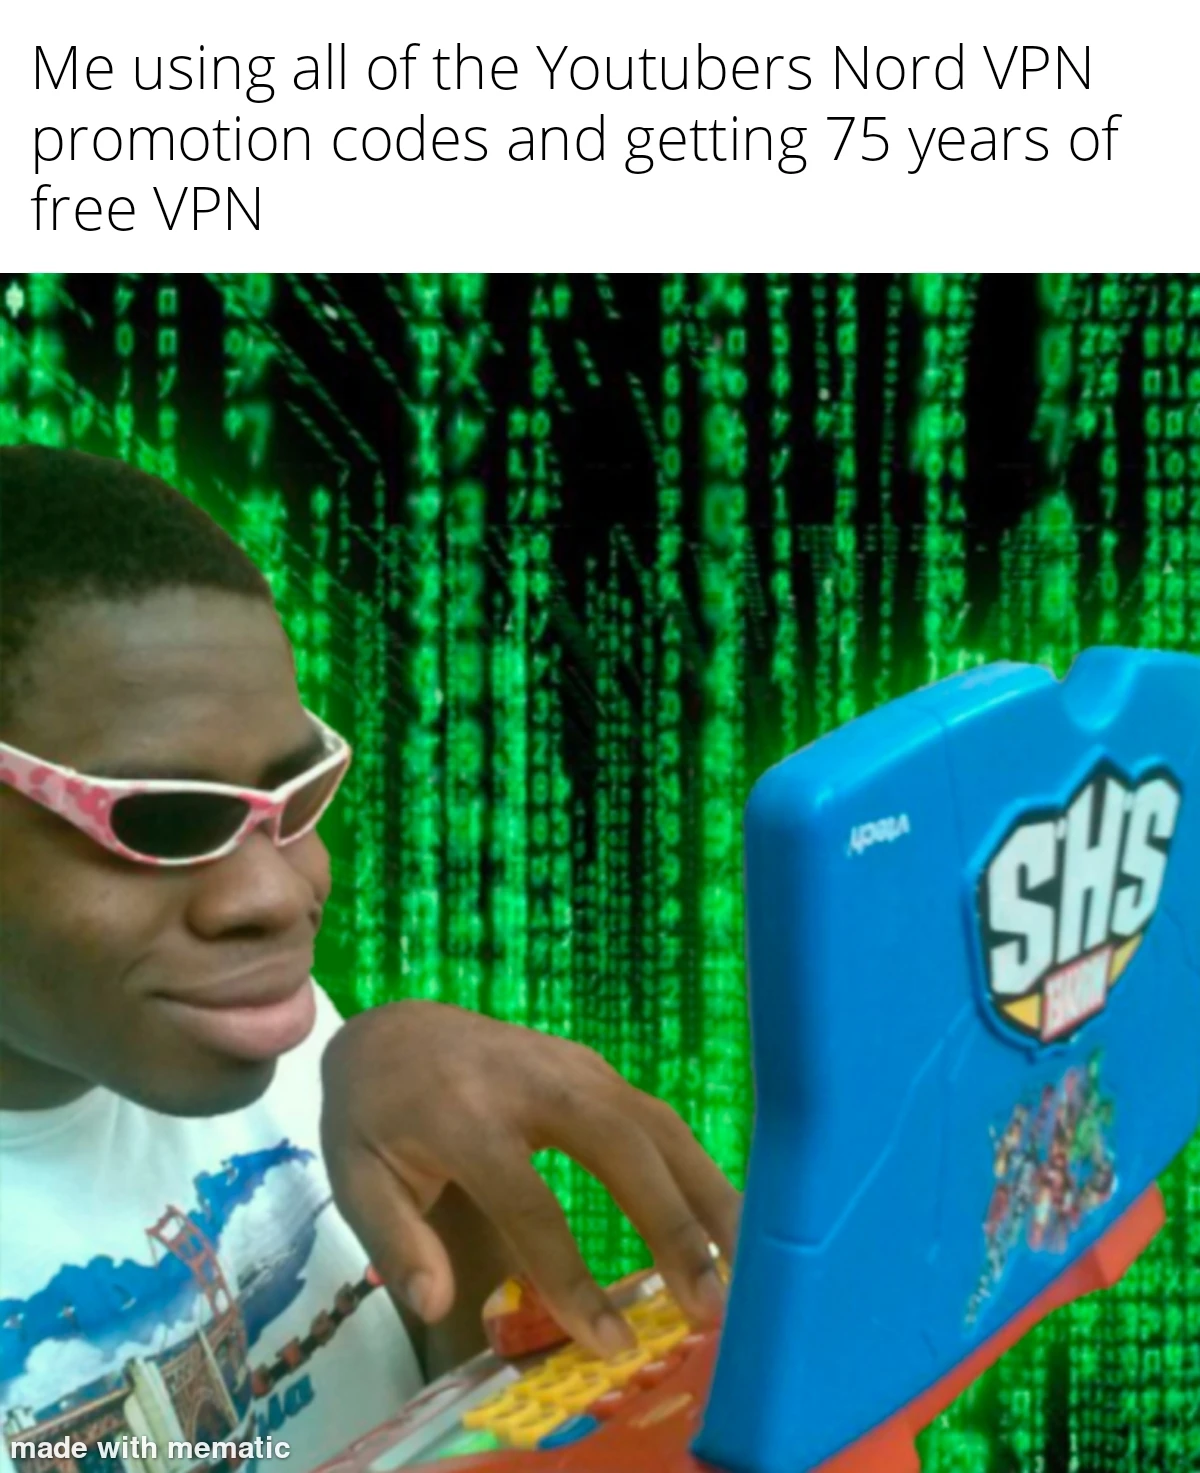 Me using all of the Youtubers Nord VPN
promotion codes and getting 75 years of
free VPN
vtech
SHS
made with mematic